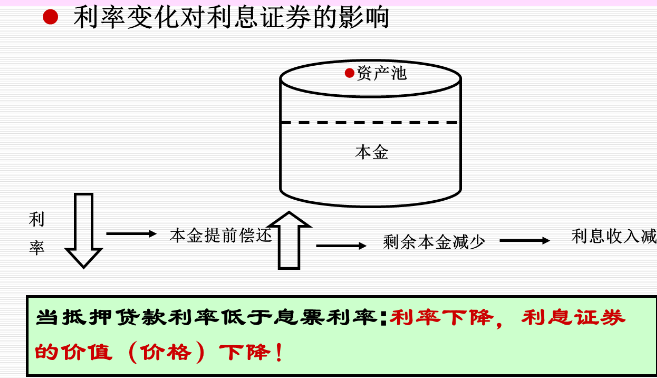 利率变化对利息证券的影响
资产池
本金
利率
本金提前偿还
剩余本金减少
利息收入减
当抵押贷款利率低于息票利率:利率下降，利息证券
的价值（价格）下降!